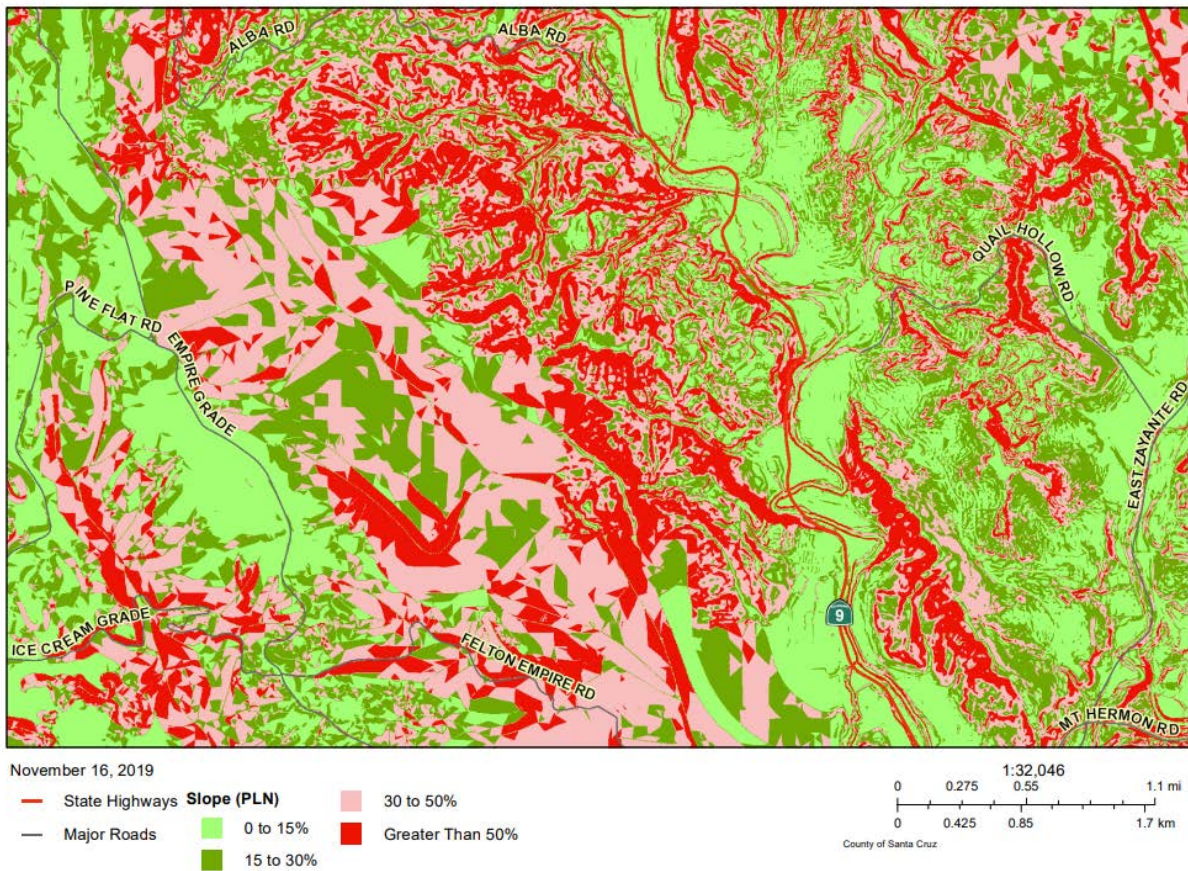 ALBA RD
ALBA RD
QUAIL HOLLOW RD
PINE FLAT RD
EMPIRE GRADE
EAST ZAYANTE RD
9
ICE CREAM GRADE
FELTON EMPIRE RD
MT HERMON RD
November 16, 2019
State Highways
Major Roads
Slope (PLN)
0 to 15%
15 to 30%
30 to 50%
Greater Than 50%
1:32,046
0 0.275 0.55 1.1 mi
0 0.425 0.85 1.7 km
County of Santa Cruz